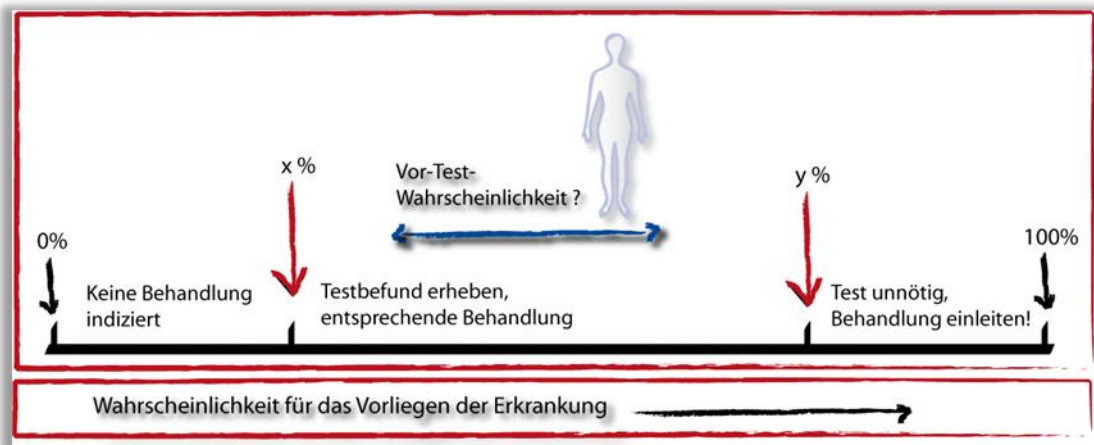 x %
Vor-Test-
Wahrscheinlichkeit ?
y %
0%
100%
Keine Behandlung
indiziert
Testbefund erheben,
entsprechende Behandlung
Test unnötig,
Behandlung einleiten!
Wahrscheinlichkeit für das Vorliegen der Erkrankung